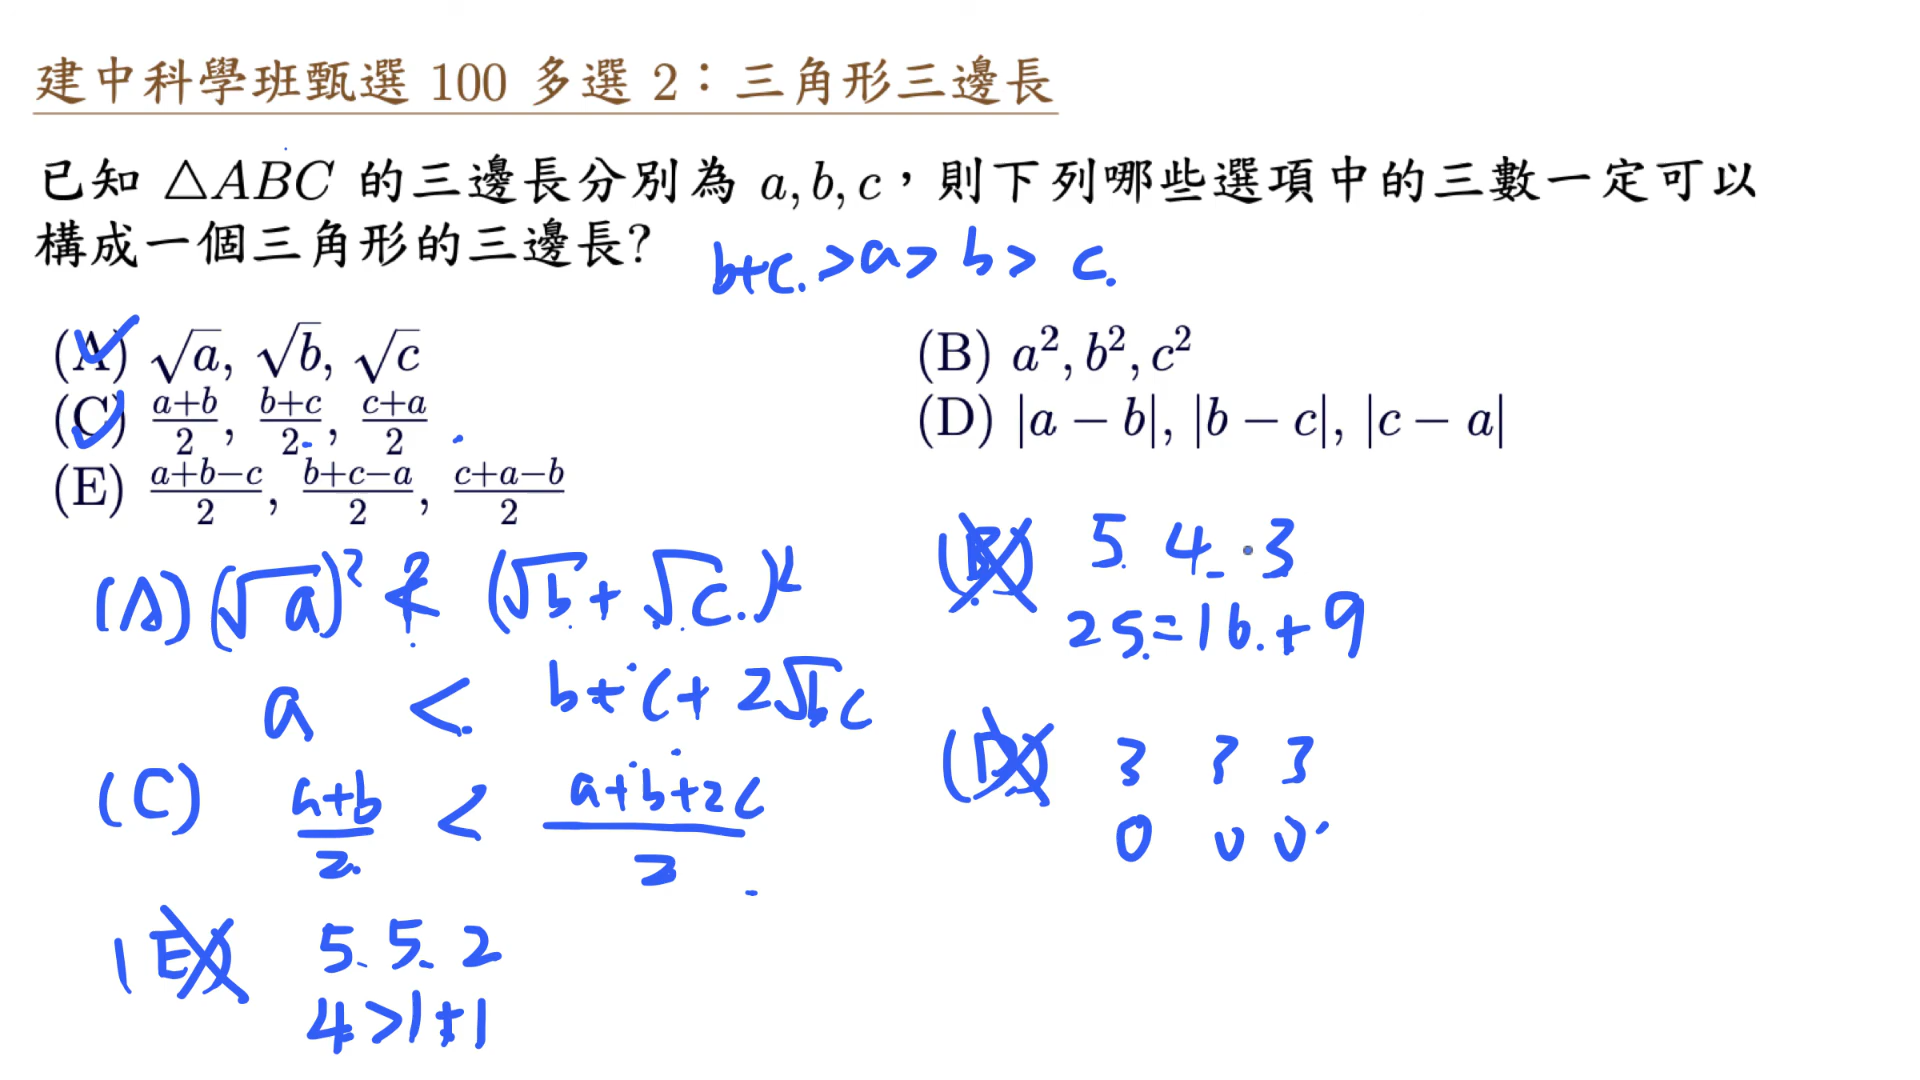 建中科學班甄選 100 多選 2：三角形三邊長
已知 △ABC 的三邊長分別為 a, b, c，則下列哪些選項中的三數一定可以
構成一個三角形的三邊長?
b+c > a > b > c
(A) √a, √b, √c
(B) a², b², c²
(C) (a+b)/2, (b+c)/2, (c+a)/2
(D) |a − b|, |b − c|, |c − a|
(E) (a+b−c)/2, (b+c−a)/2, (c+a−b)/2
(A) (√a)² <? (√b + √c)²
a < b+c+2√bc
(C) (a+b)/2 < (a+b+2c)/2
(E) 5 5 2
4 > 1+1
(B) 5 4 3
25 = 16 + 9
(D) 3 3 3
0 0 0